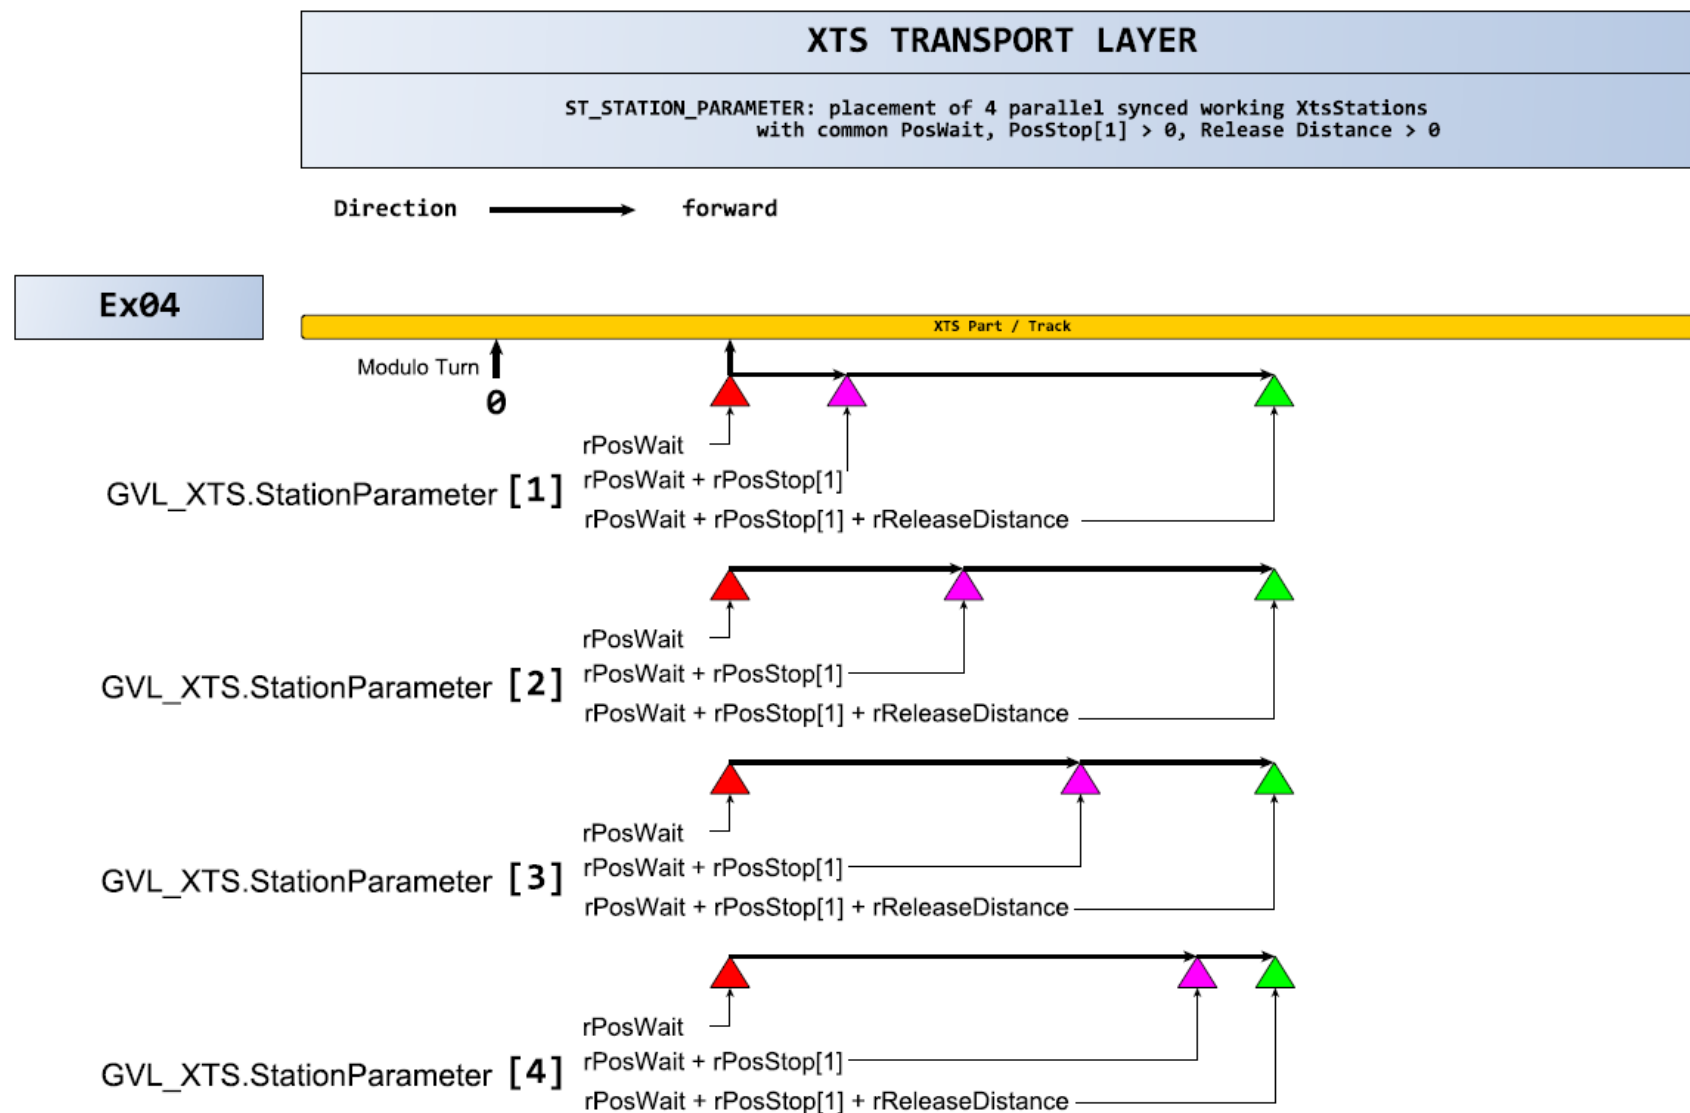 XTS TRANSPORT LAYER
ST_STATION_PARAMETER: placement of 4 parallel synced working XtsStations
with common PosWait, PosStop[1] > 0, Release Distance > 0
Direction forward
Ex04
XTS Part / Track
Modulo Turn
0
rPosWait
GVL_XTS.StationParameter [1] rPosWait + rPosStop[1]
rPosWait + rPosStop[1] + rReleaseDistance
rPosWait
GVL_XTS.StationParameter [2] rPosWait + rPosStop[1]
rPosWait + rPosStop[1] + rReleaseDistance
rPosWait
GVL_XTS.StationParameter [3] rPosWait + rPosStop[1]
rPosWait + rPosStop[1] + rReleaseDistance
rPosWait
GVL_XTS.StationParameter [4] rPosWait + rPosStop[1]
rPosWait + rPosStop[1] + rReleaseDistance